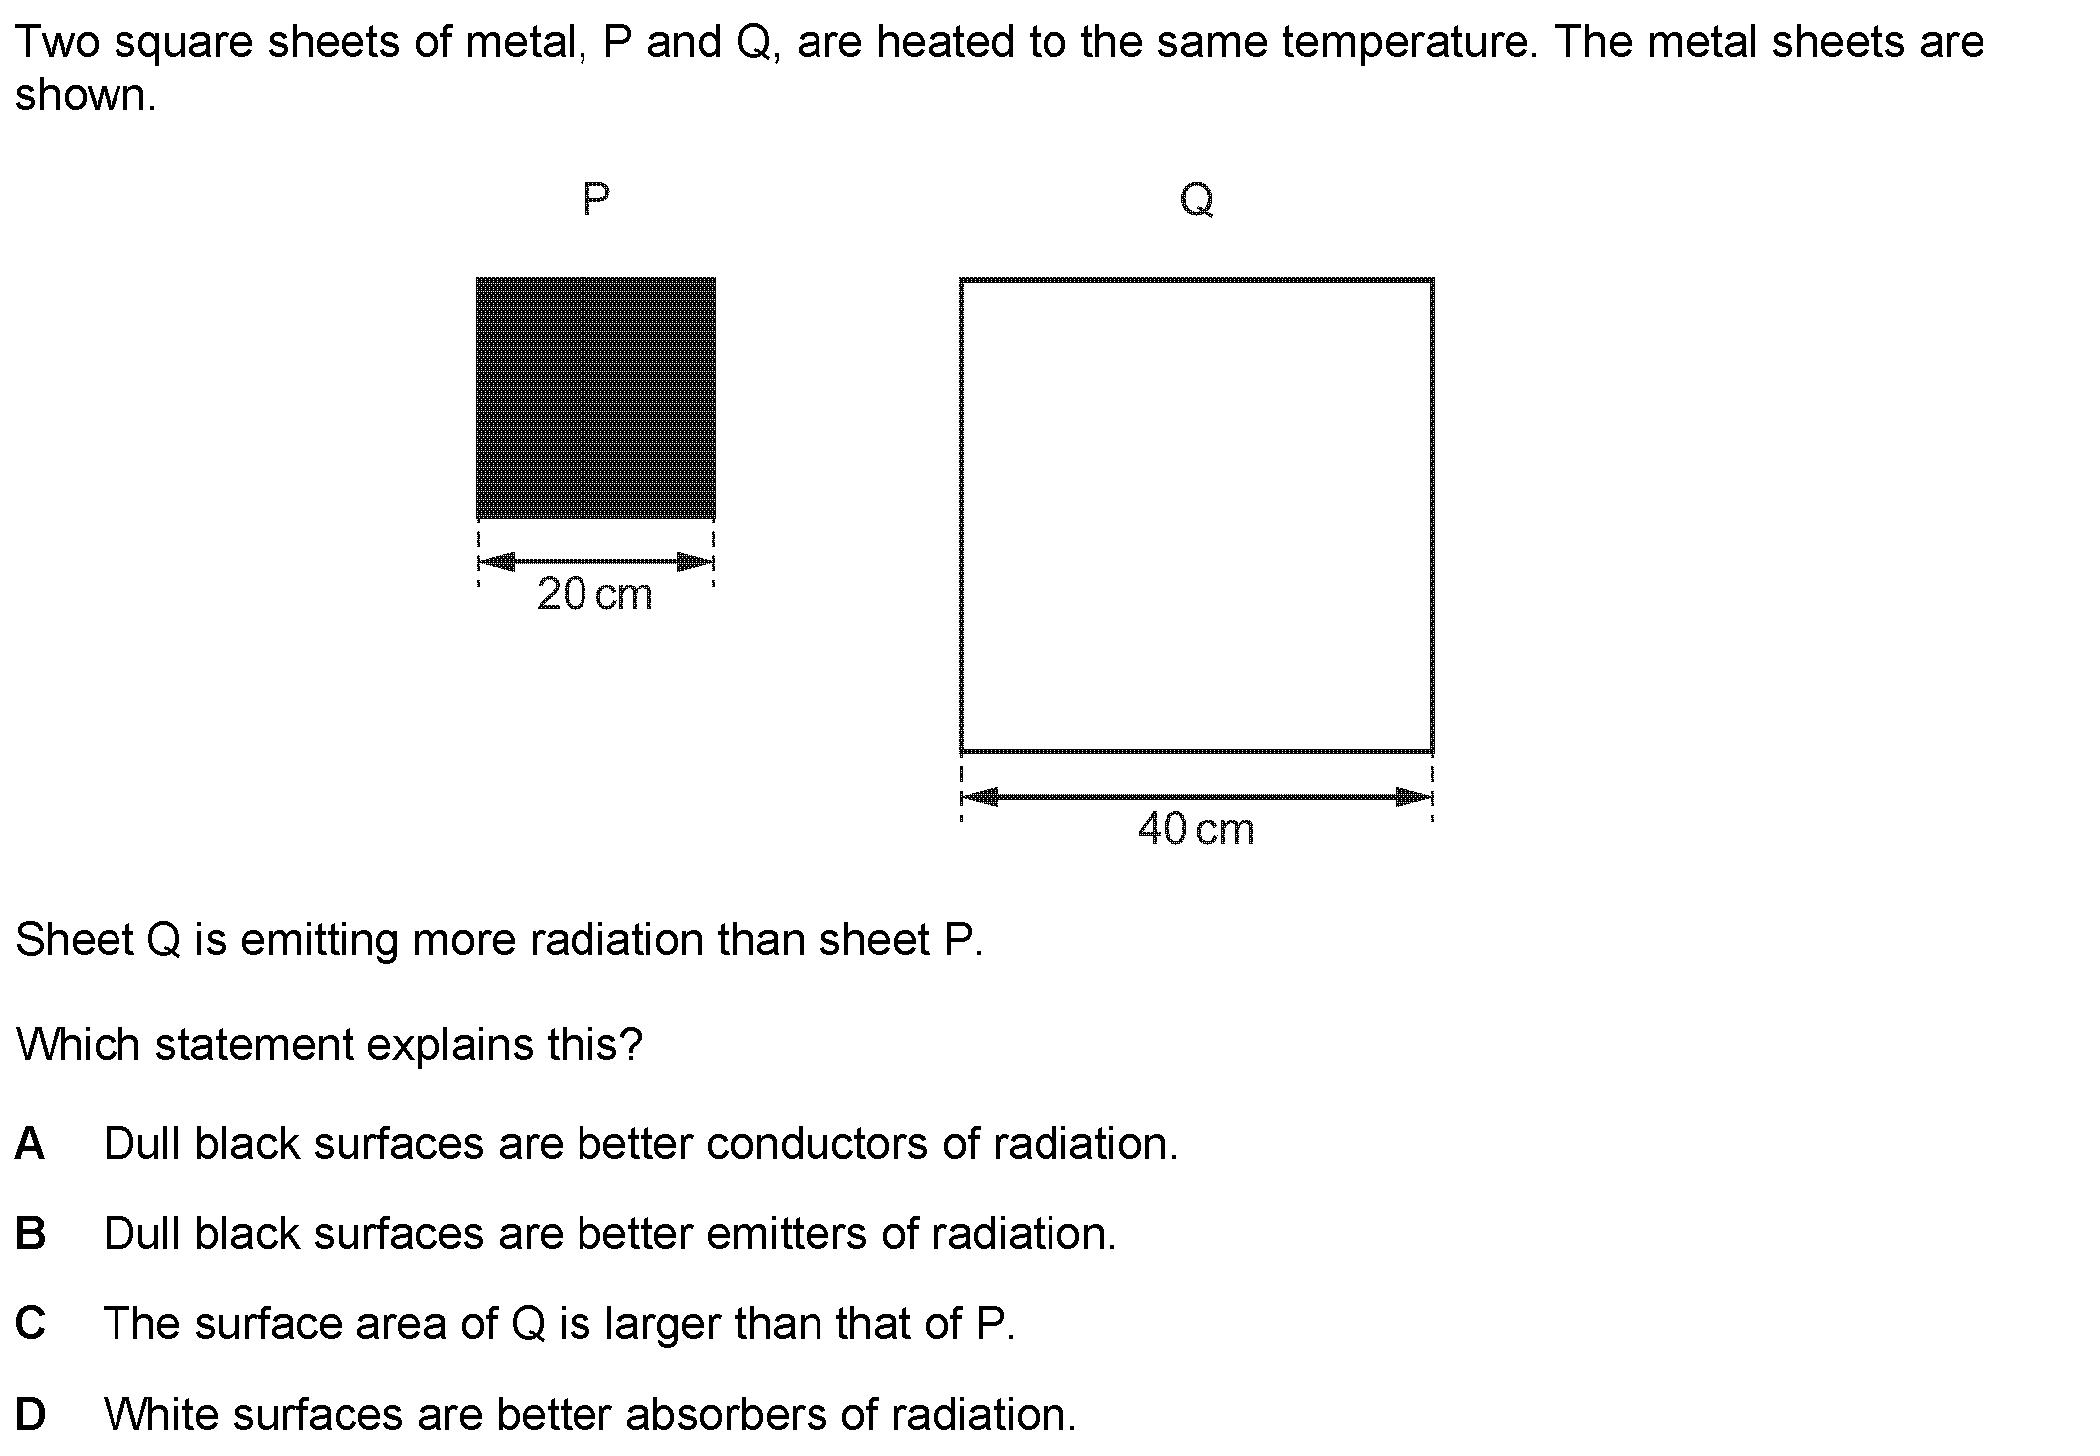 Two square sheets of metal, P and Q, are heated to the same temperature. The metal sheets are
shown.
P
Q
20 cm
40 cm
Sheet Q is emitting more radiation than sheet P.
Which statement explains this?
A Dull black surfaces are better conductors of radiation.
B Dull black surfaces are better emitters of radiation.
C The surface area of Q is larger than that of P.
D White surfaces are better absorbers of radiation.